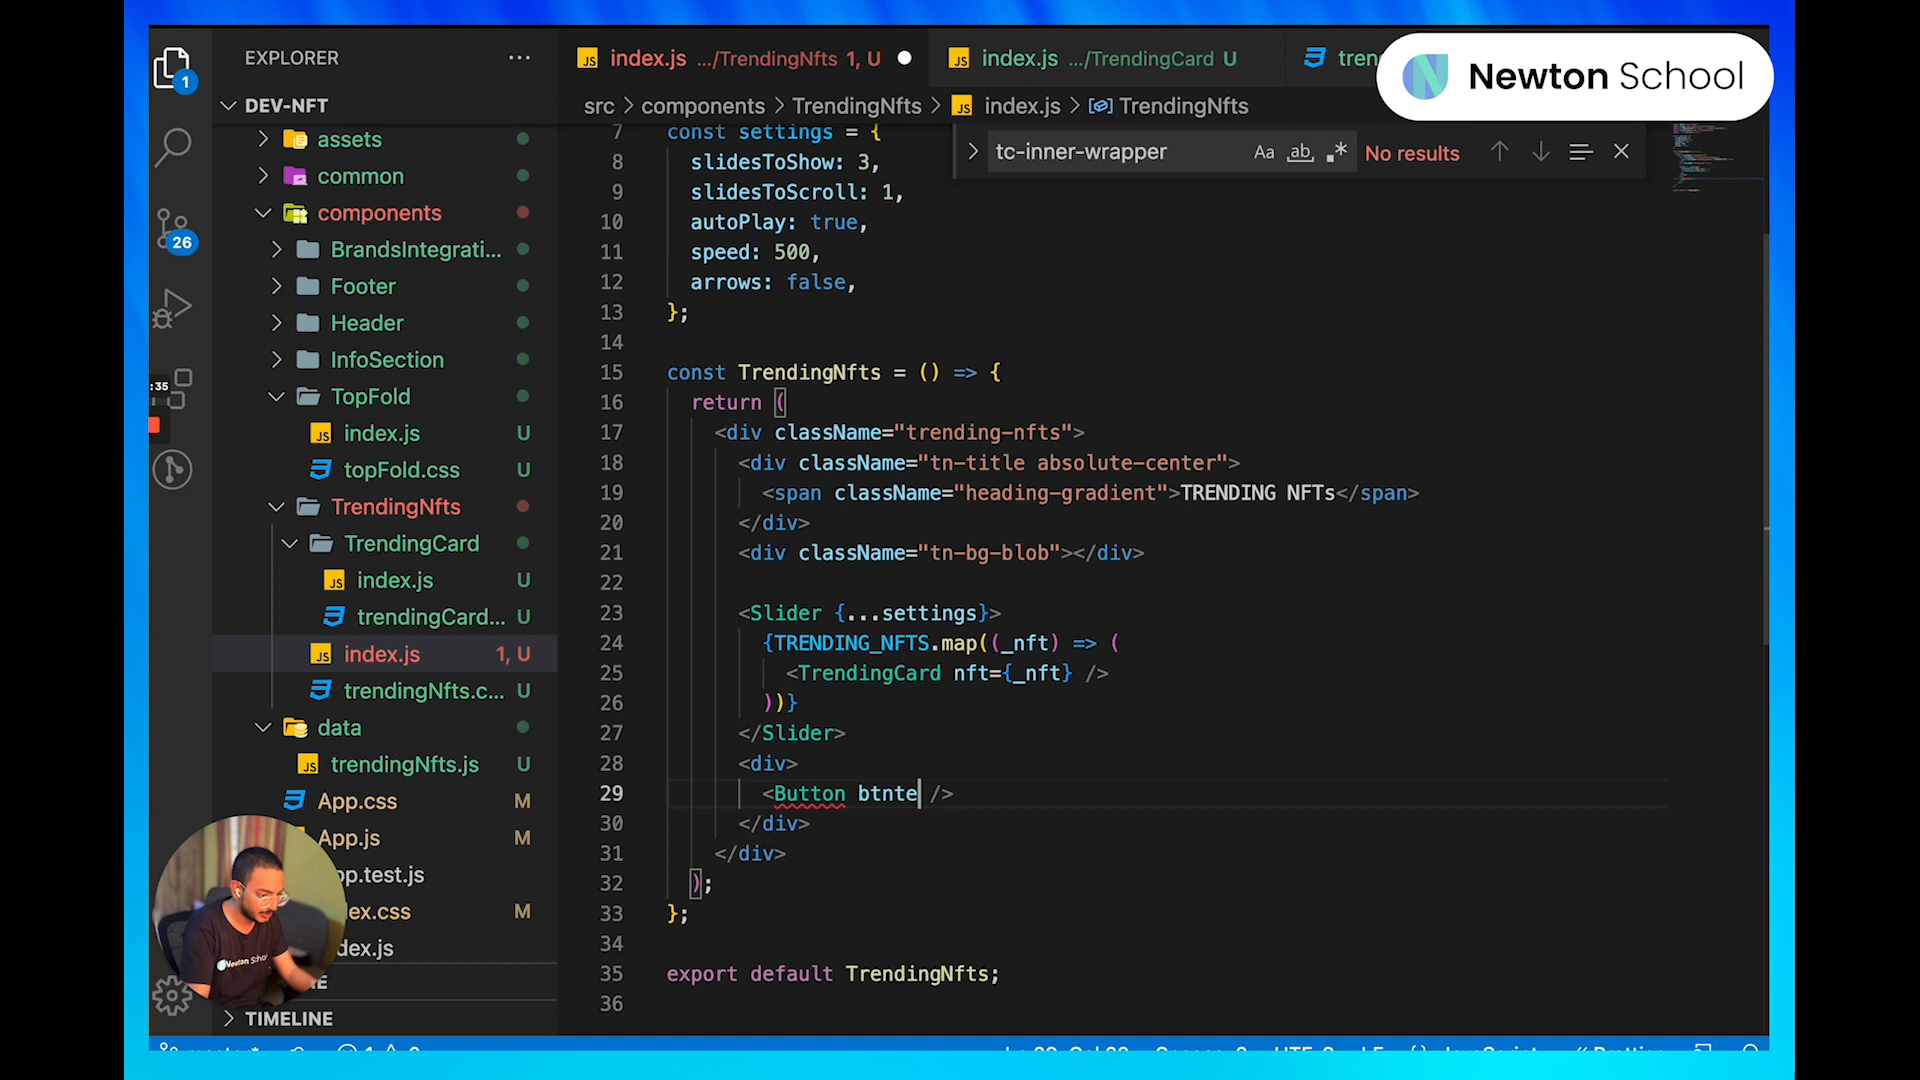 EXPLORER
DEV-NFT
assets
common
components
BrandsIntegrati...
Footer
Header
InfoSection
TopFold
index.js U
topFold.css U
TrendingNfts
TrendingCard
index.js U
trendingCard... U
index.js 1, U
trendingNfts.c... U
data
trendingNfts.js U
App.css M
App.js M
pp.test.js
ex.css M
dex.js
TIMELINE
1
26
:35
index.js .../TrendingNfts 1, U
index.js .../TrendingCard U
tren
Newton School
src > components > TrendingNfts > index.js > TrendingNfts
tc-inner-wrapper Aa ab No results
7 const settings = {
8 slidesToShow: 3,
9 slidesToScroll: 1,
10 autoPlay: true,
11 speed: 500,
12 arrows: false,
13 };
14
15 const TrendingNfts = () => {
16 return (
17 <div className="trending-nfts">
18 <div className="tn-title absolute-center">
19 <span className="heading-gradient">TRENDING NFTs</span>
20 </div>
21 <div className="tn-bg-blob"></div>
22
23 <Slider {...settings}>
24 {TRENDING_NFTS.map((_nft) => (
25 <TrendingCard nft={_nft} />
26 ))}
27 </Slider>
28 <div>
29 <Button btnte />
30 </div>
31 </div>
32 );
33 };
34
35 export default TrendingNfts;
36